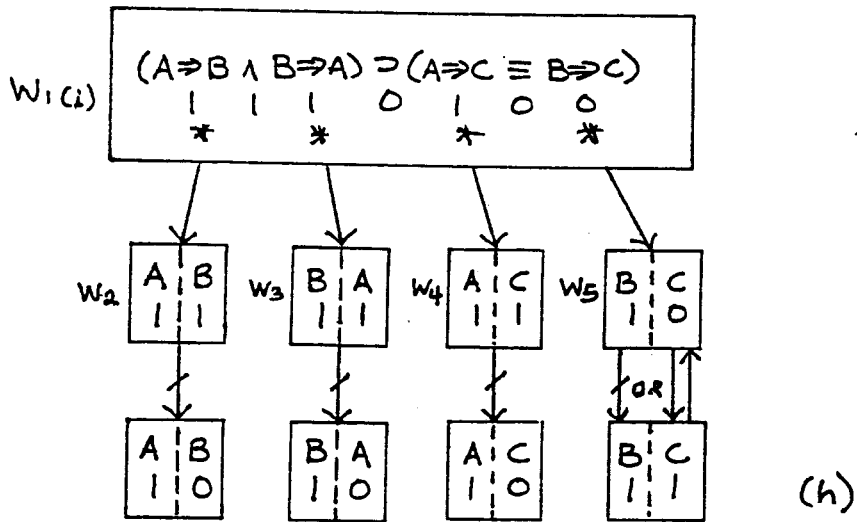 (A ⇒ B ∧ B ⇒ A) ⊃ (A ⇒ C ≡ B ⇒ C)
W1(i)
1 1 1 0 1 0 0
* * * *
A B B A A C B C
W2 W3 W4 W5
1 1 1 1 1 1 1 0
OR
A B B A A C B C
1 0 1 0 1 0 1 1
(h)